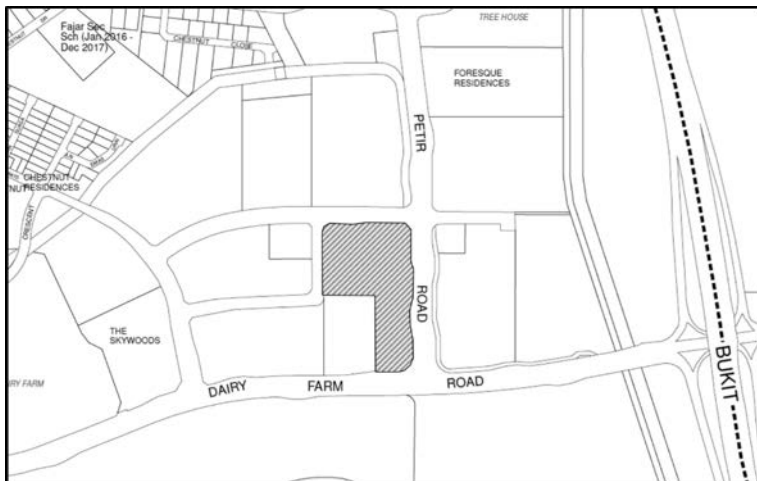 TREE HOUSE
Fajar Sec
Sch (Jan 2016 -
Dec 2017)
CHESTNUT
CLOSE
FORESQUE
RESIDENCES
PETIR
CHESTNUT
RESIDENCES
CRESCENT
ROAD
THE
SKYWOODS
BUKIT
DAIRY
FARM
ROAD